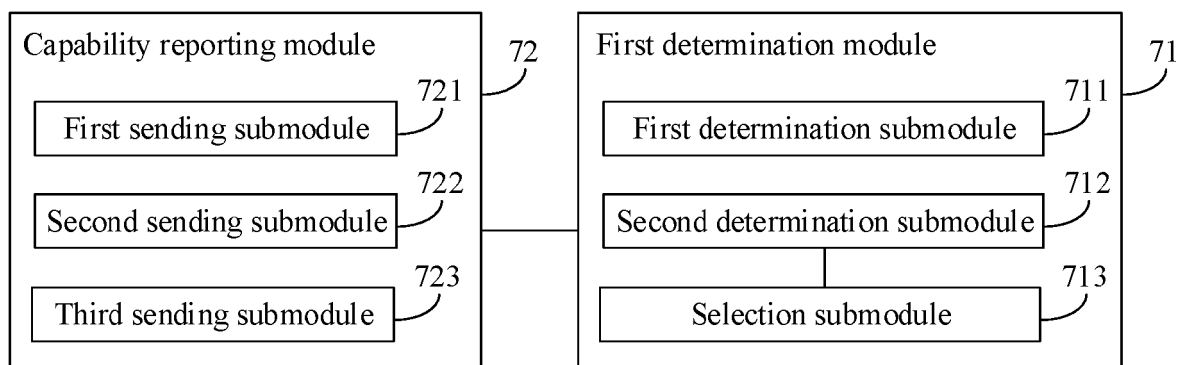 Capability reporting module
72
721
First sending submodule
722
Second sending submodule
723
Third sending submodule
First determination module
71
711
First determination submodule
712
Second determination submodule
713
Selection submodule